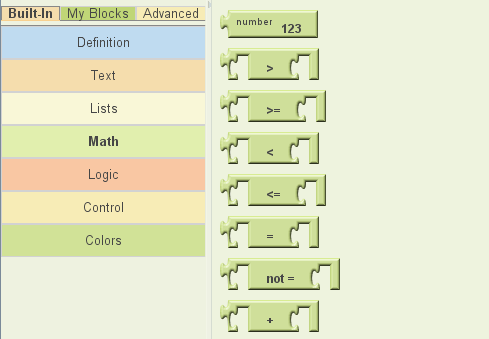 Built-In My Blocks Advanced
Definition
Text
Lists
Math
Logic
Control
Colors
number 123
>
>=
<
<=
=
not =
+